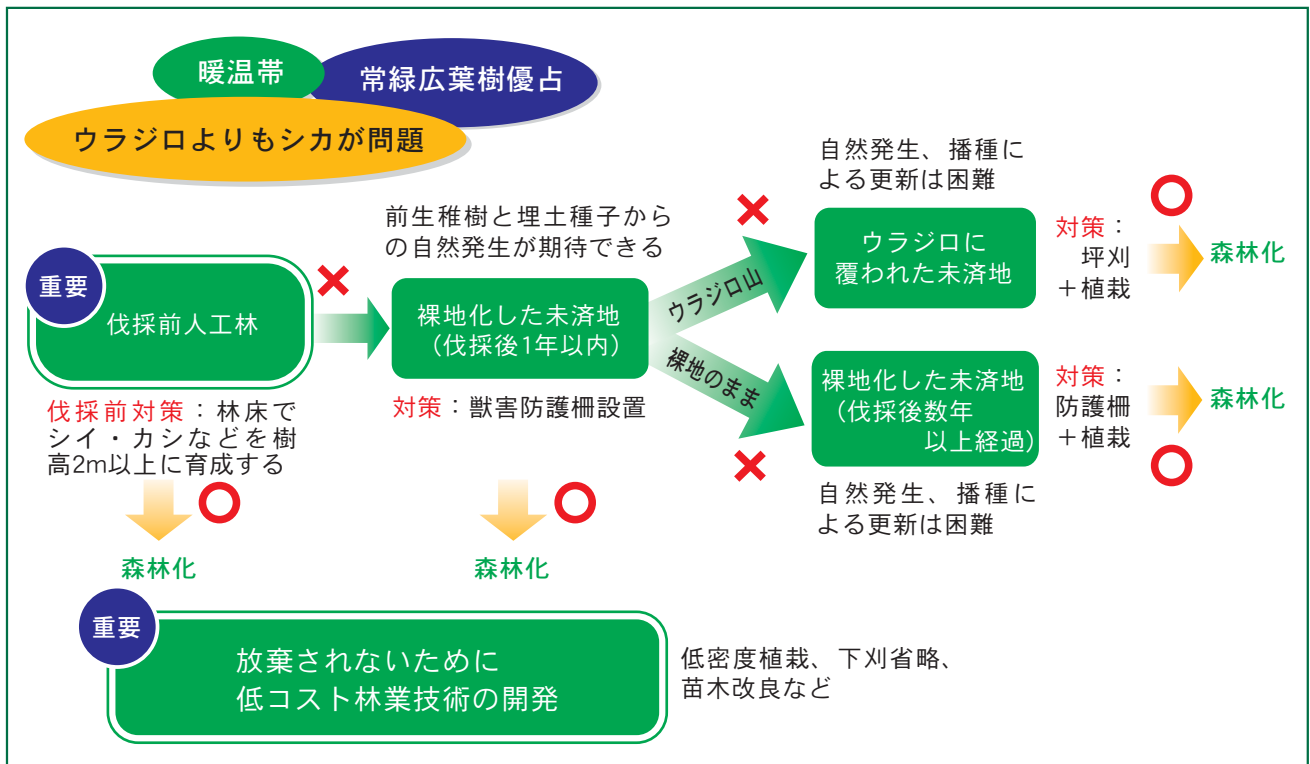 暖温帯
常緑広葉樹優占
ウラジロよりもシカが問題
重要
伐採前人工林
伐採前対策：林床で
シイ・カシなどを樹
高2m以上に育成する
森林化
前生稚樹と埋土種子から
の自然発生が期待できる
裸地化した未済地
（伐採後1年以内）
対策：獣害防護柵設置
森林化
ウラジロ山
裸地のまま
自然発生、播種に
よる更新は困難
ウラジロに
覆われた未済地
対策：
坪刈
＋植栽
森林化
裸地化した未済地
（伐採後数年
以上経過）
自然発生、播種に
よる更新は困難
対策：
防護柵
＋植栽
森林化
重要
放棄されないために
低コスト林業技術の開発
低密度植栽、下刈省略、
苗木改良など